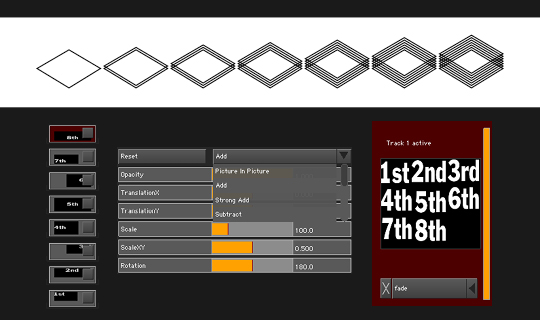 8th
7th
6
5th
4th
3
2nd
1st
Reset
Add
Opacity
Picture In Picture
TranslationX
Add
TranslationY
Strong Add
Subtract
Scale
100.0
ScaleXY
0.500
Rotation
180.0
Track 1 active
1st 2nd 3rd
4th 5th 6th
7th 8th
X fade